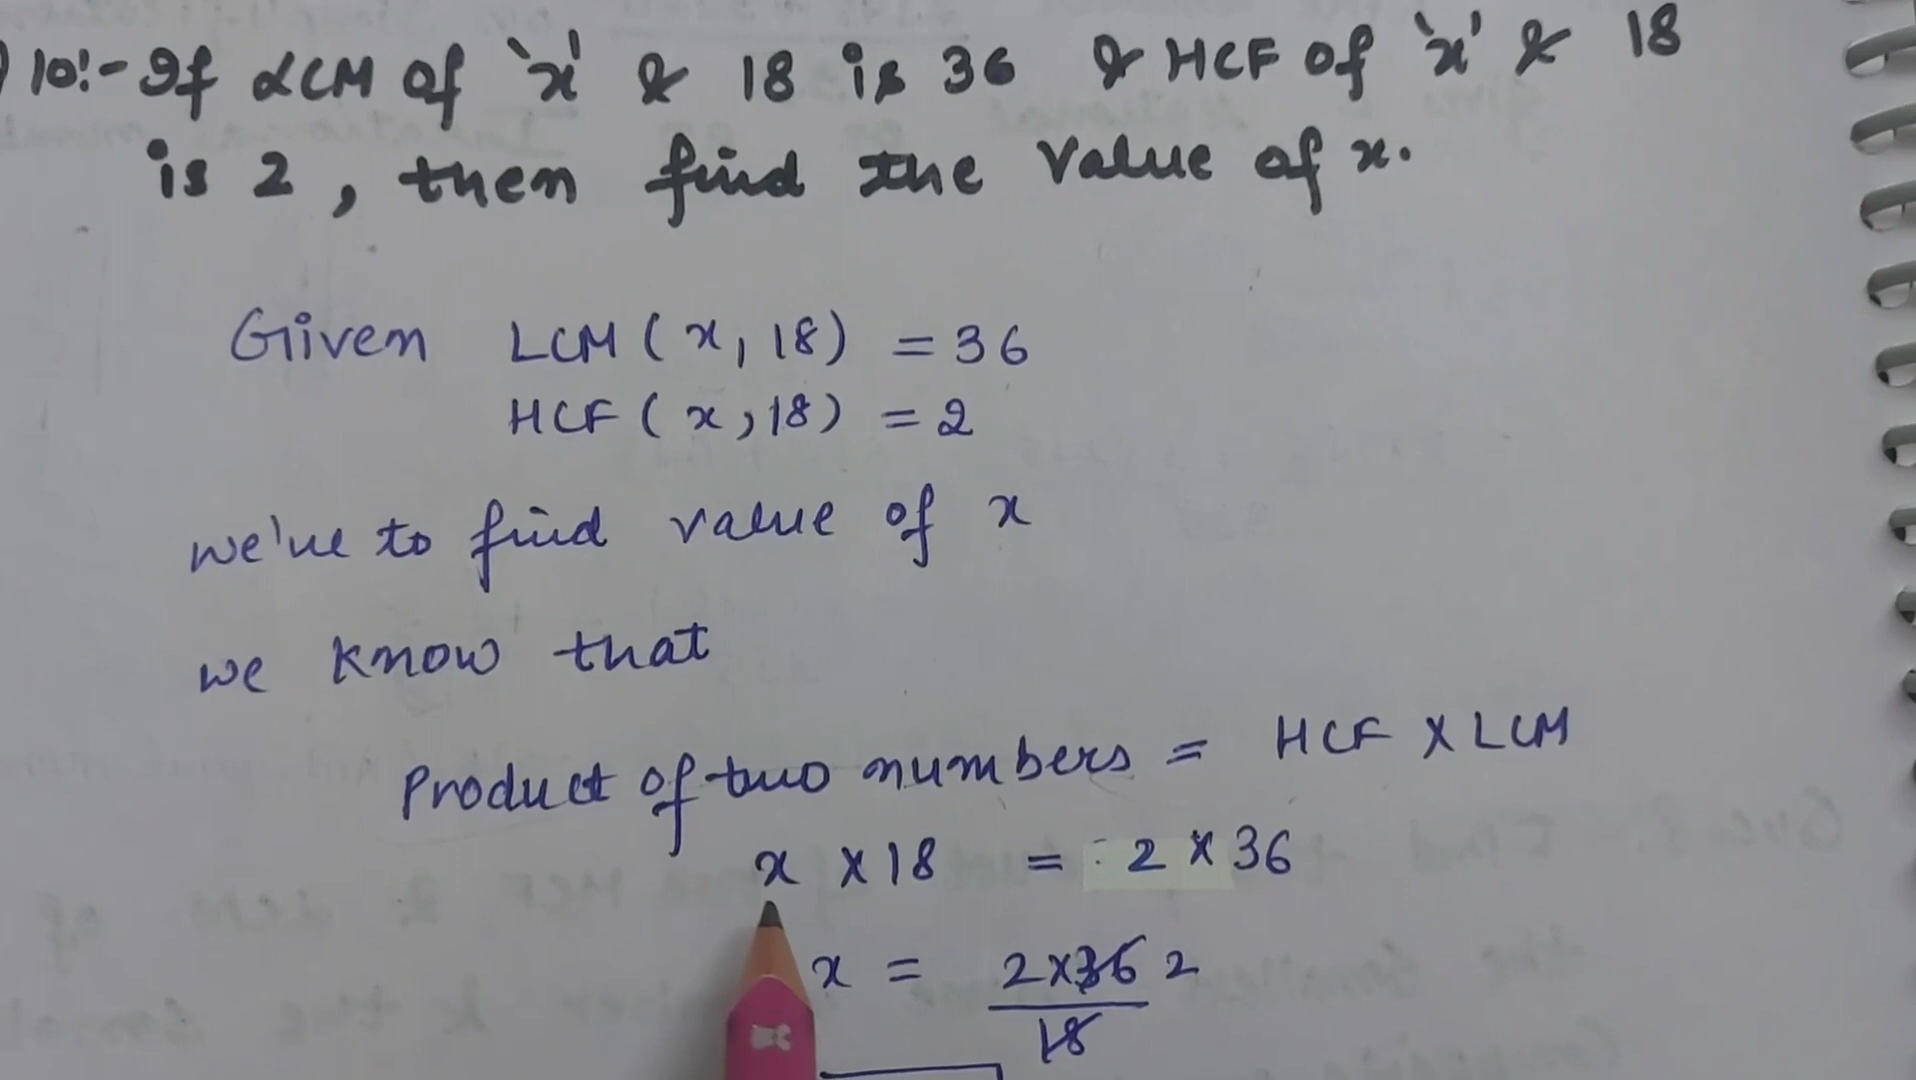 10:- If LCM of 'x' & 18 is 36 & HCF of 'x' & 18
is 2, then find the value of x.
Given LCM (x, 18) = 36
HCF (x, 18) = 2
we've to find value of x
we know that
Product of two numbers = HCF X LCM
x x 18 = 2 x 36
x = 2x36 2
18